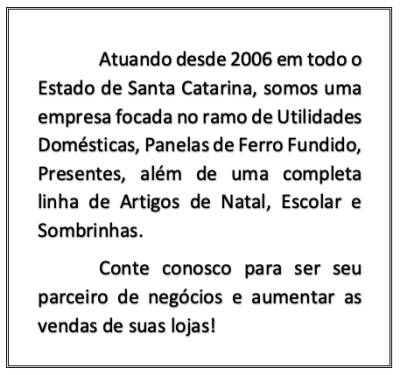 Atuando desde 2006 em todo o
Estado de Santa Catarina, somos uma
empresa focada no ramo de Utilidades
Domésticas, Panelas de Ferro Fundido,
Presentes, além de uma completa
linha de Artigos de Natal, Escolar e
Sombrinhas.
Conte conosco para ser seu
parceiro de negócios e aumentar as
vendas de suas lojas!